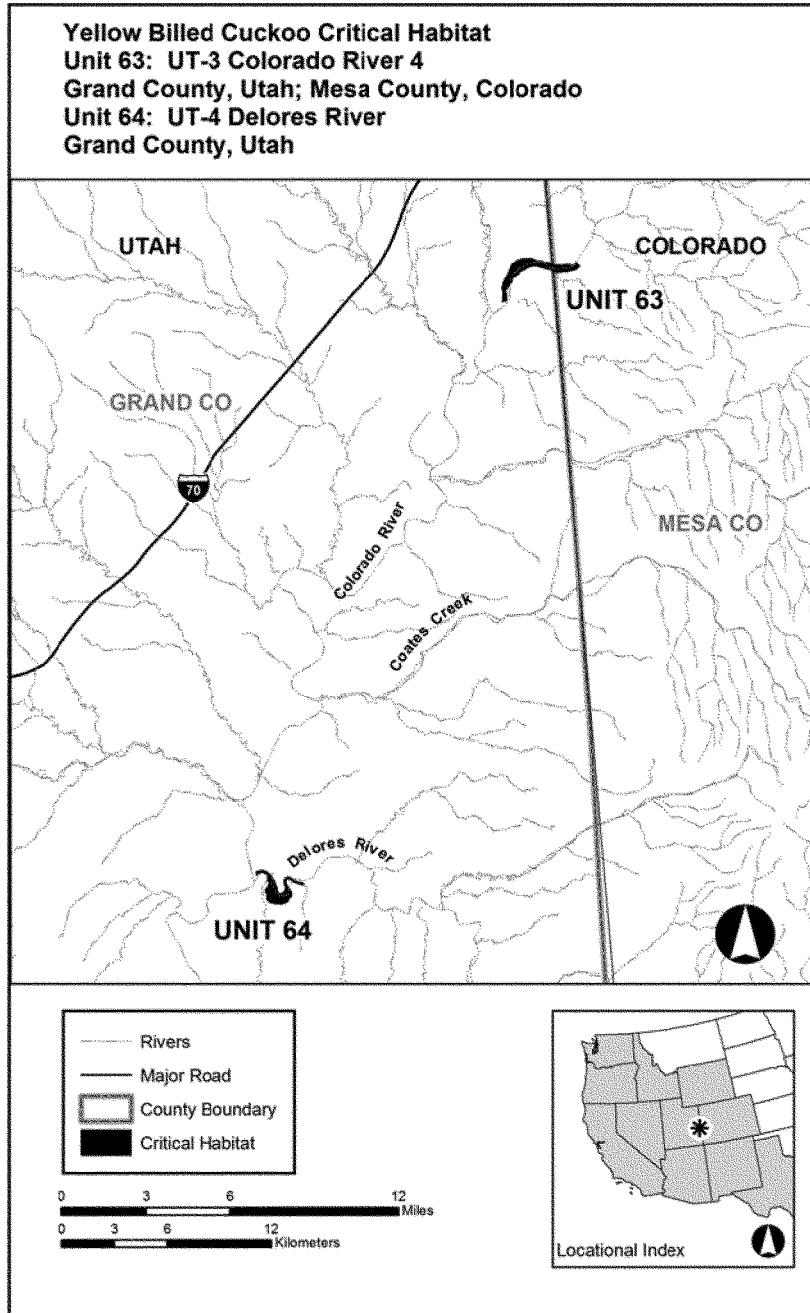 Yellow Billed Cuckoo Critical Habitat
Unit 63: UT-3 Colorado River 4
Grand County, Utah; Mesa County, Colorado
Unit 64: UT-4 Delores River
Grand County, Utah
UTAH
COLORADO
UNIT 63
GRAND CO
70
MESA CO
Colorado River
Coates Creek
Delores River
UNIT 64
Rivers
Major Road
County Boundary
Critical Habitat
0 3 6 12
Miles
0 3 6 12
Kilometers
Locational Index